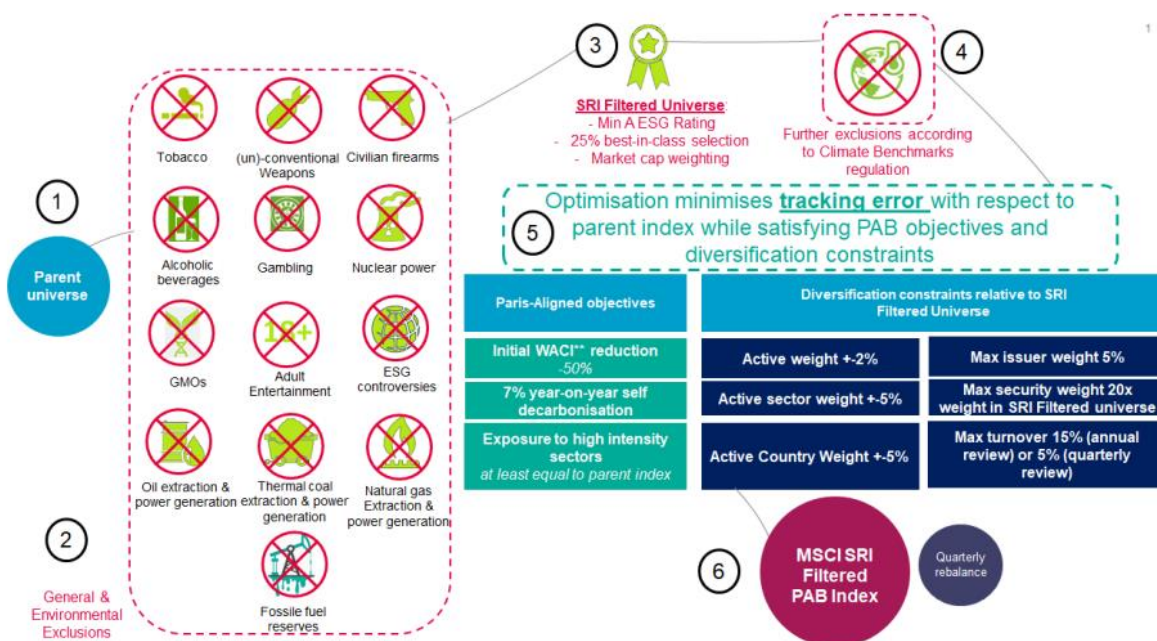 1
1
Parent
universe
2
General &
Environmental
Exclusions
Tobacco
(un)-conventional
Weapons
Civilian firearms
Alcoholic
beverages
Gambling
Nuclear power
GMOs
18+
Adult
Entertainment
ESG
controversies
Oil extraction &
power generation
Thermal coal
extraction & power
generation
Natural gas
Extraction &
power generation
Fossile fuel
reserves
3
SRI Filtered Universe:
- Min A ESG Rating
- 25% best-in-class selection
- Market cap weighting
4
Further exclusions according
to Climate Benchmarks
regulation
5
Optimisation minimises tracking error with respect to
parent index while satisfying PAB objectives and
diversification constraints
Paris-Aligned objectives
Initial WACI** reduction
-50%
7% year-on-year self
decarbonisation
Exposure to high intensity
sectors
at least equal to parent index
Diversification constraints relative to SRI
Filtered Universe
Active weight +-2%
Max issuer weight 5%
Active sector weight +-5%
Max security weight 20x
weight in SRI Filtered universe
Active Country Weight +-5%
Max turnover 15% (annual
review) or 5% (quarterly
review)
6
MSCI SRI
Filtered
PAB Index
Quarterly
rebalance